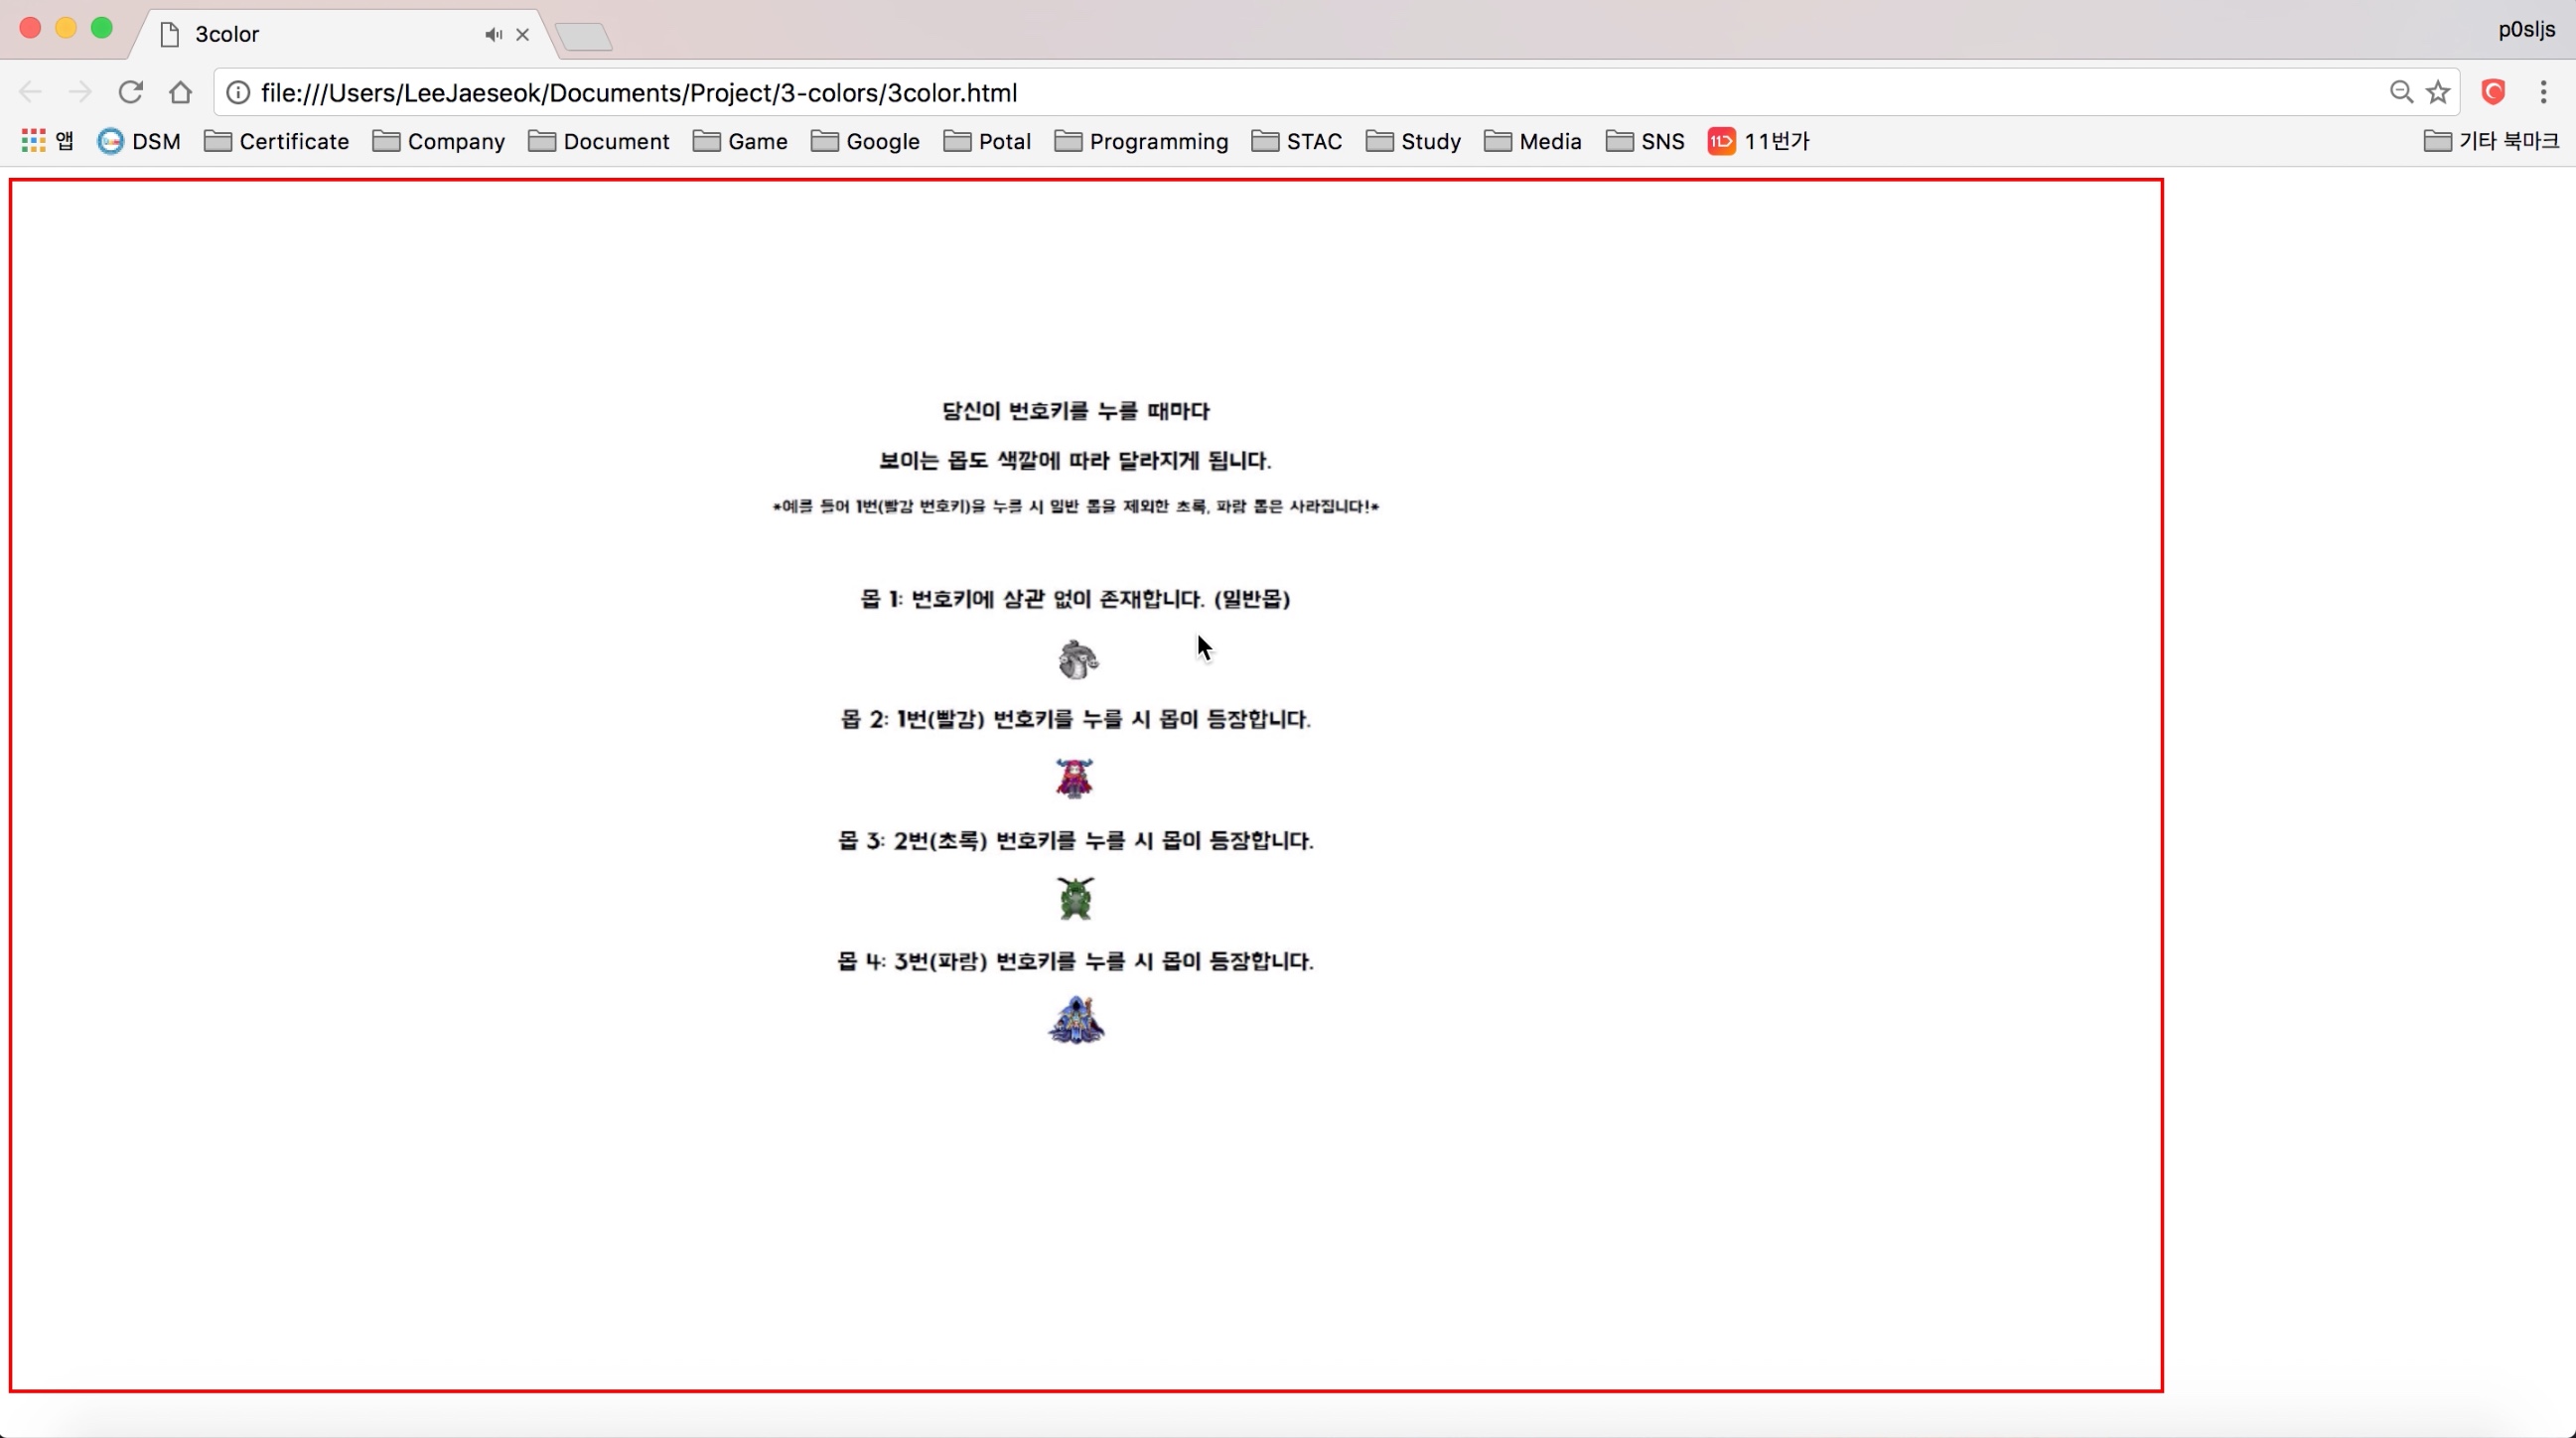 3color
p0sljs
file:///Users/LeeJaeseok/Documents/Project/3-colors/3color.html
앱 DSM Certificate Company Document Game Google Potal Programming STAC Study Media SNS 11번가 기타 북마크
당신이 번호키를 누를 때마다
보이는 몹도 색깔에 따라 달라지게 됩니다.
*예를 들어 1번(빨강 번호키)을 누를 시 일반 몹을 제외한 초록, 파람 몹은 사라집니다!*
몹 1: 번호키에 상관 없이 존재합니다. (일반몹)
몹 2: 1번(빨강) 번호키를 누를 시 몹이 등장합니다.
몹 3: 2번(초록) 번호키를 누를 시 몹이 등장합니다.
몹 4: 3번(파람) 번호키를 누를 시 몹이 등장합니다.